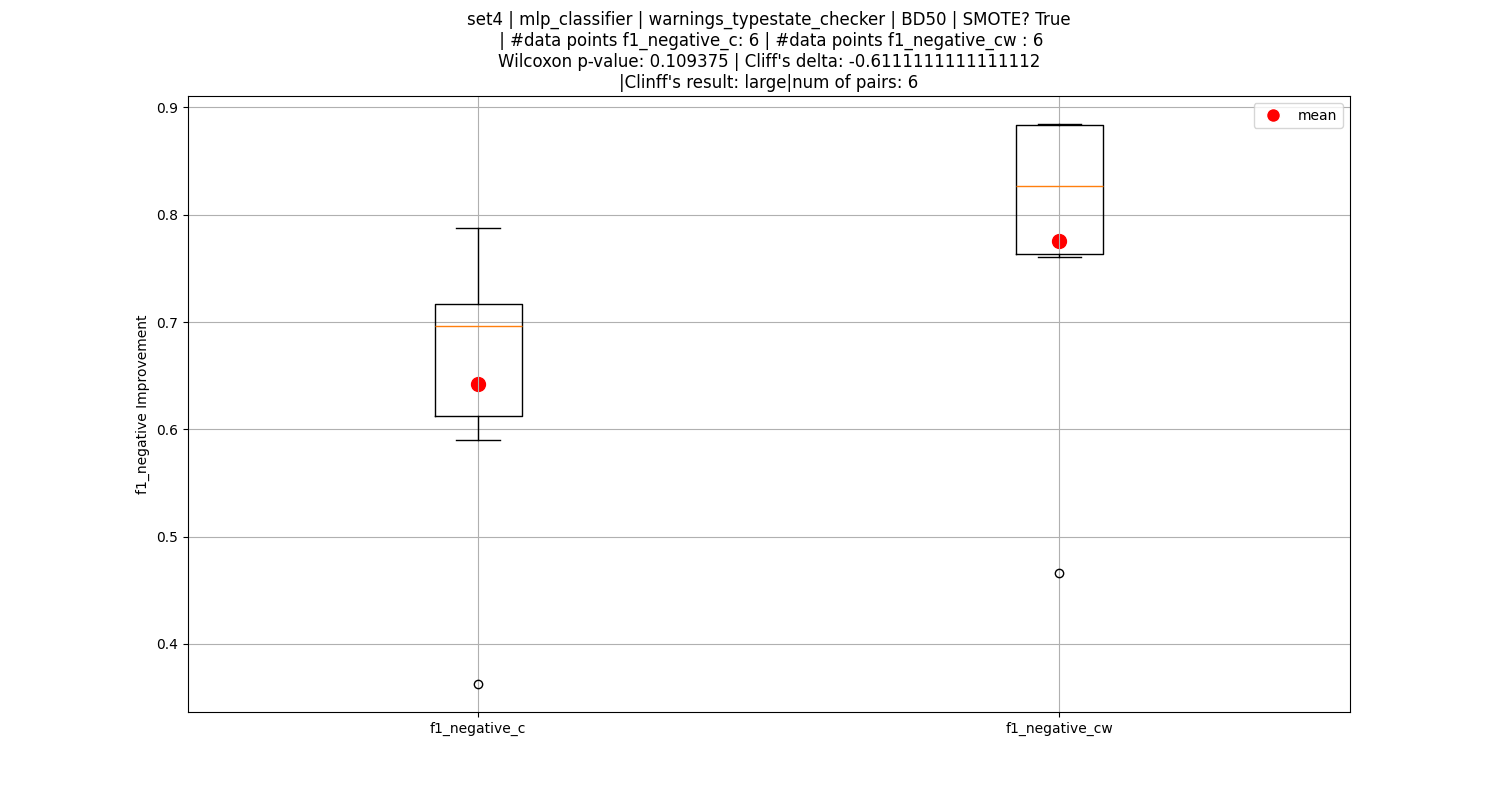 set4 | mlp_classifier | warnings_typestate_checker | BD50 | SMOTE? True
| #data points f1_negative_c: 6 | #data points f1_negative_cw : 6
Wilcoxon p-value: 0.109375 | Cliff's delta: -0.6111111111111112
|Clinff's result: large|num of pairs: 6
mean
0.9
0.8
0.7
0.6
0.5
0.4
f1_negative Improvement
f1_negative_c
f1_negative_cw